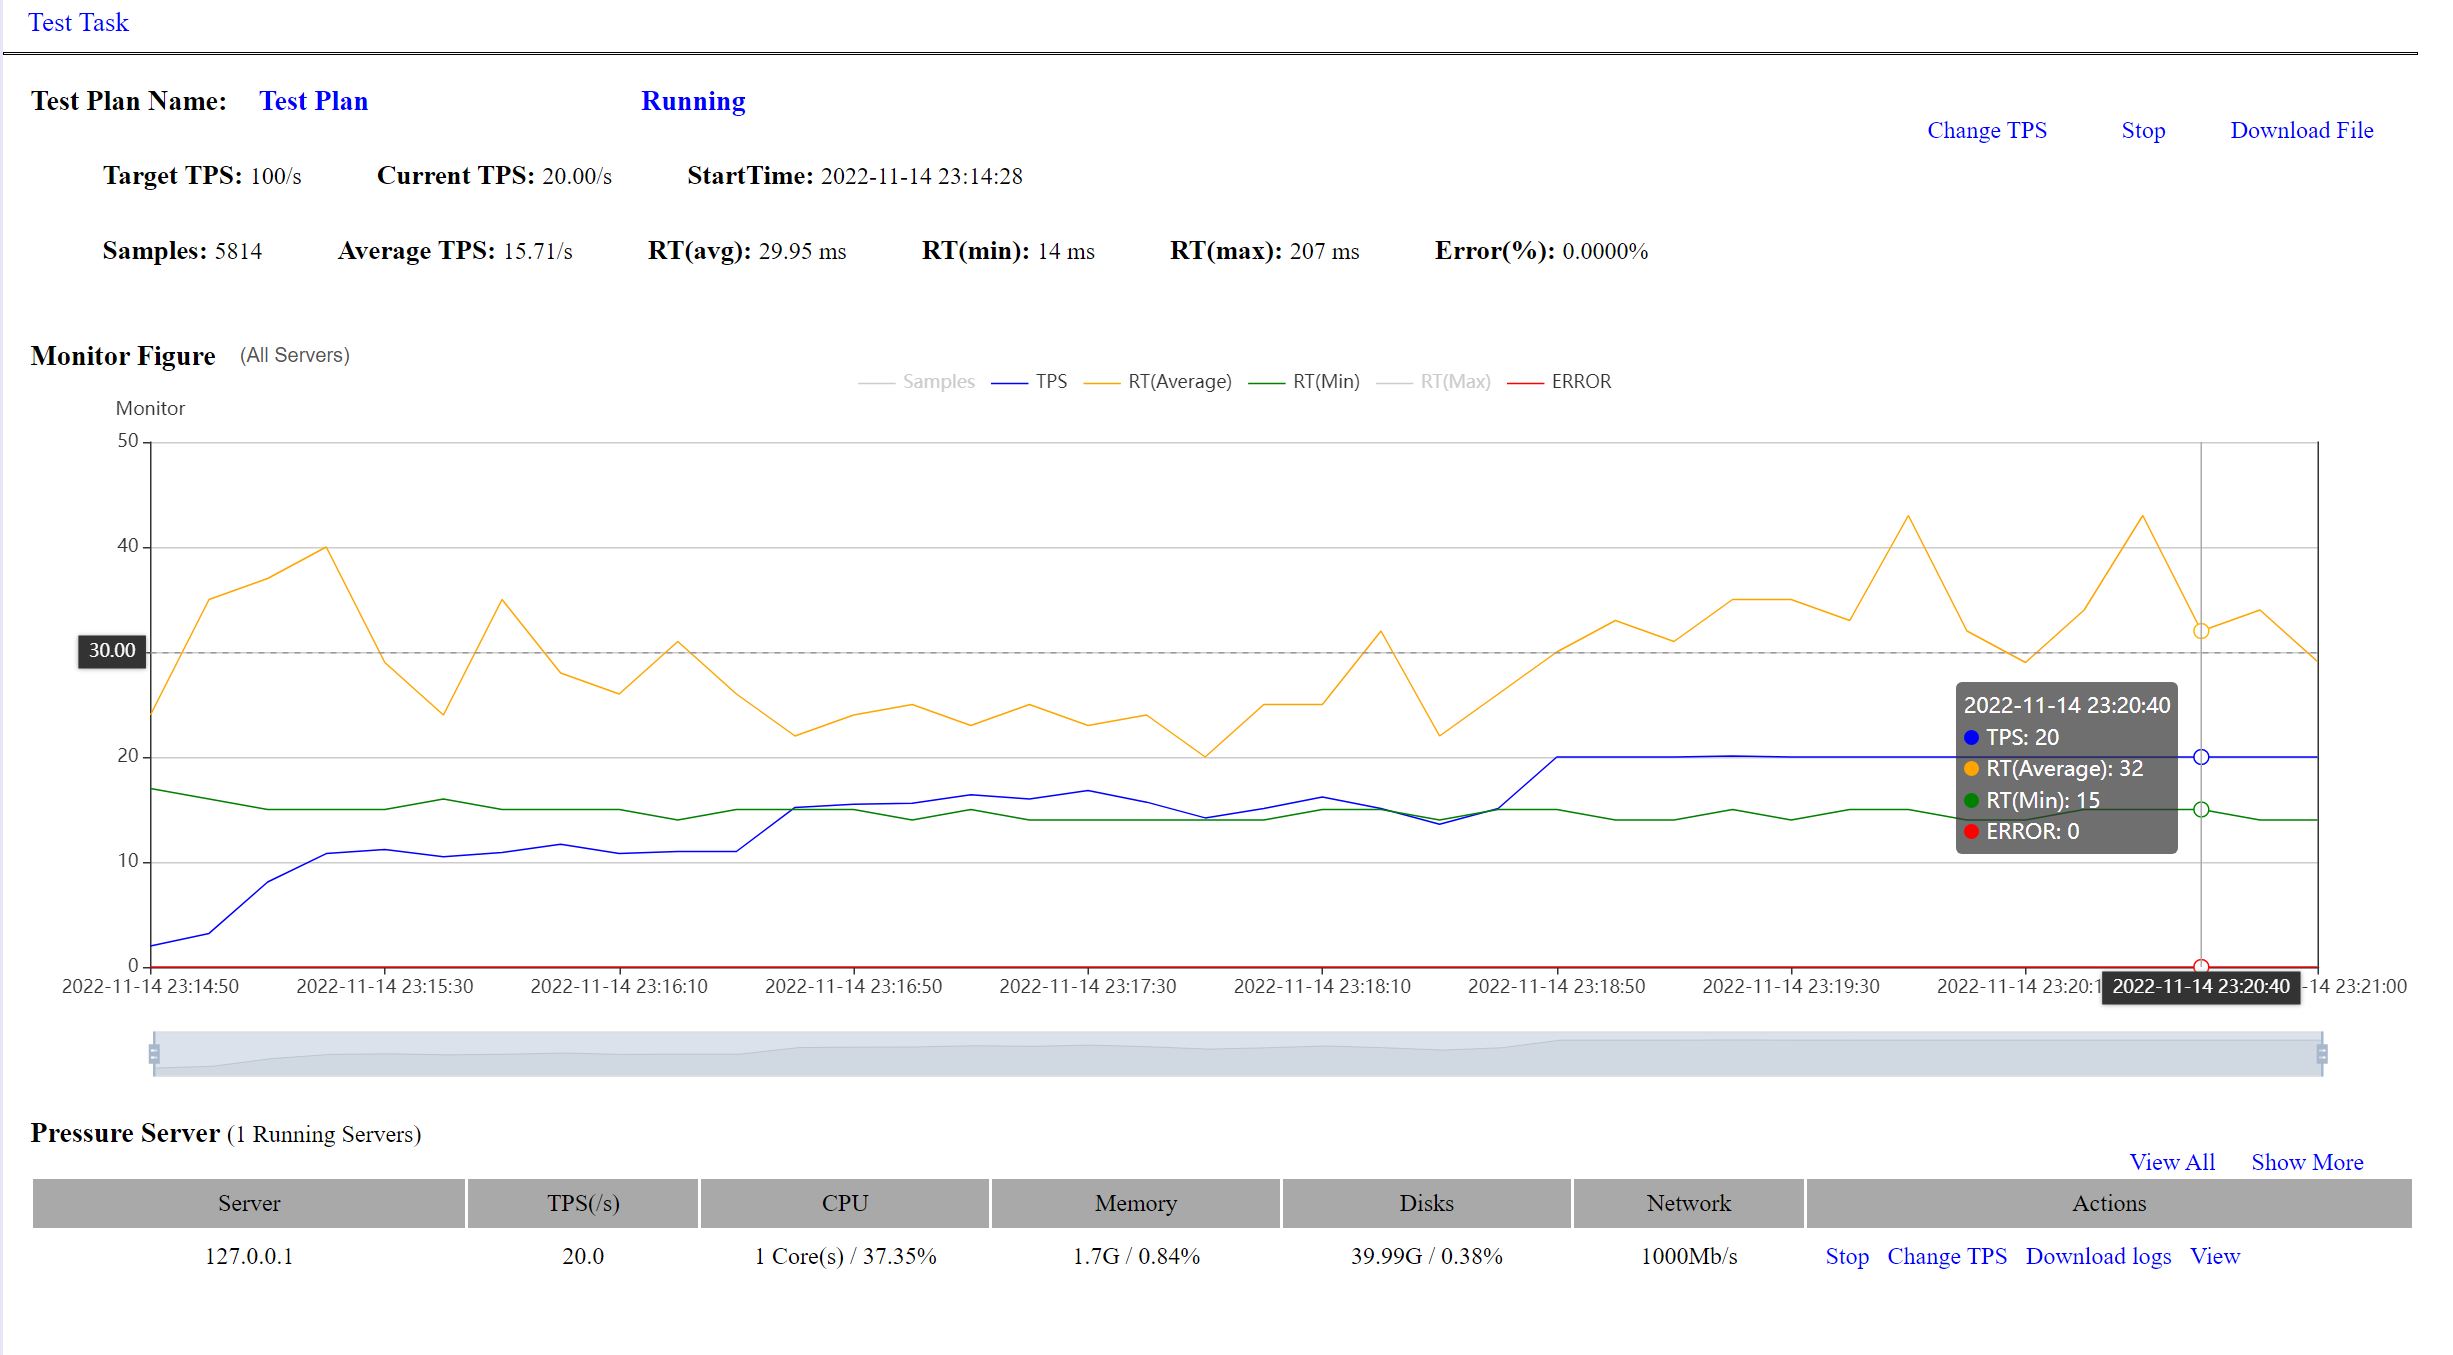 Test Task
Test Plan Name: Test Plan Running
Change TPS Stop Download File
Target TPS: 100/s Current TPS: 20.00/s StartTime: 2022-11-14 23:14:28
Samples: 5814 Average TPS: 15.71/s RT(avg): 29.95 ms RT(min): 14 ms RT(max): 207 ms Error(%): 0.0000%
Monitor Figure (All Servers)
Samples TPS RT(Average) RT(Min) RT(Max) ERROR
Monitor
50
40
30.00
20
10
0
2022-11-14 23:20:40
TPS: 20
RT(Average): 32
RT(Min): 15
ERROR: 0
2022-11-14 23:14:50 2022-11-14 23:15:30 2022-11-14 23:16:10 2022-11-14 23:16:50 2022-11-14 23:17:30 2022-11-14 23:18:10 2022-11-14 23:18:50 2022-11-14 23:19:30 2022-11-14 23:20:1 2022-11-14 23:20:40 -14 23:21:00
Pressure Server (1 Running Servers)
View All Show More
Server TPS(/s) CPU Memory Disks Network Actions
127.0.0.1 20.0 1 Core(s) / 37.35% 1.7G / 0.84% 39.99G / 0.38% 1000Mb/s Stop Change TPS Download logs View